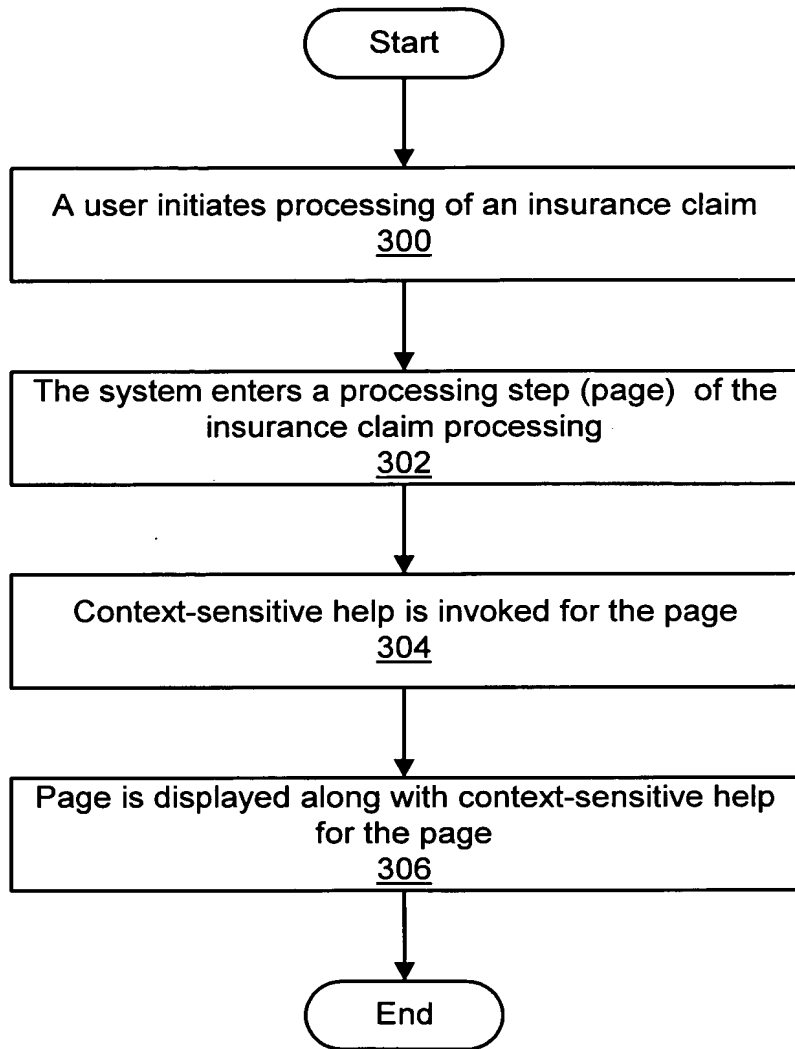 Start
A user initiates processing of an insurance claim
300
The system enters a processing step (page) of the
insurance claim processing
302
Context-sensitive help is invoked for the page
304
Page is displayed along with context-sensitive help
for the page
306
End